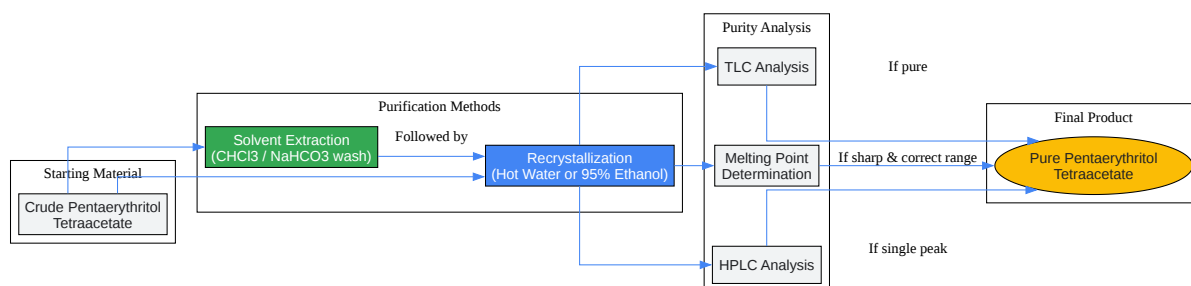 Starting Material
Crude Pentaerythritol
Tetraacetate
Purification Methods
Solvent Extraction
(CHCl3 / NaHCO3 wash)
Followed by
Recrystallization
(Hot Water or 95% Ethanol)
Purity Analysis
TLC Analysis
If pure
Melting Point
Determination
If sharp & correct range
HPLC Analysis
If single peak
Final Product
Pure Pentaerythritol
Tetraacetate